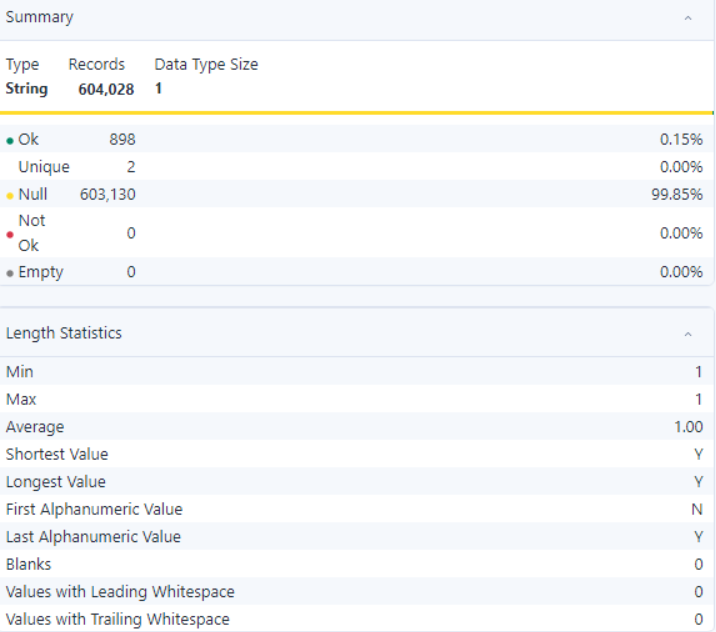 Summary
Type Records Data Type Size
String 604,028 1
Ok 898 0.15%
Unique 2 0.00%
Null 603,130 99.85%
Not
Ok 0 0.00%
Empty 0 0.00%
Length Statistics
Min 1
Max 1
Average 1.00
Shortest Value Y
Longest Value Y
First Alphanumeric Value N
Last Alphanumeric Value Y
Blanks 0
Values with Leading Whitespace 0
Values with Trailing Whitespace 0